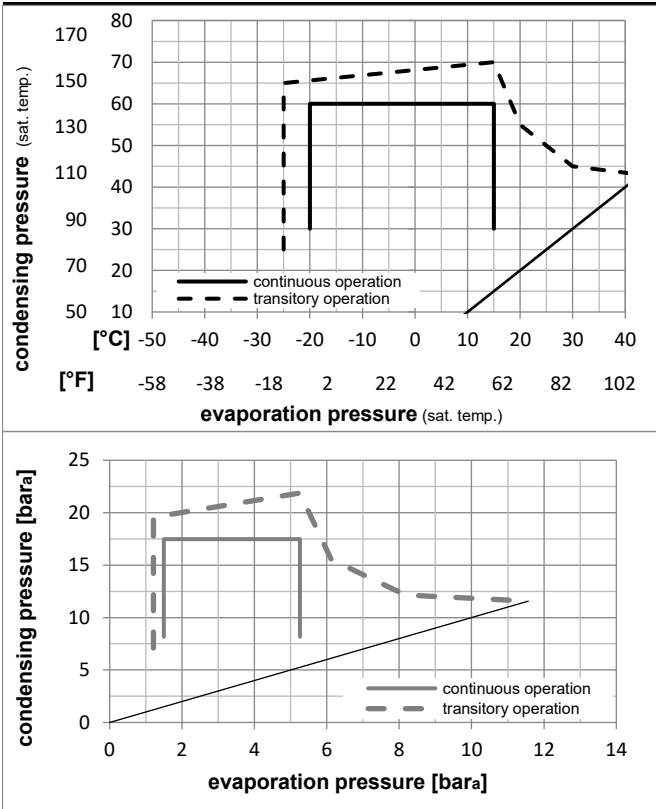 170
150
130
110
90
70
50
80
70
60
50
40
30
20
10
condensing pressure (sat. temp.)
continuous operation
transitory operation
[°C] -50 -40 -30 -20 -10 0 10 20 30 40
[°F] -58 -38 -18 2 22 42 62 82 102
evaporation pressure (sat. temp.)
25
20
15
10
5
0
condensing pressure [bara]
continuous operation
transitory operation
0 2 4 6 8 10 12 14
evaporation pressure [bara]